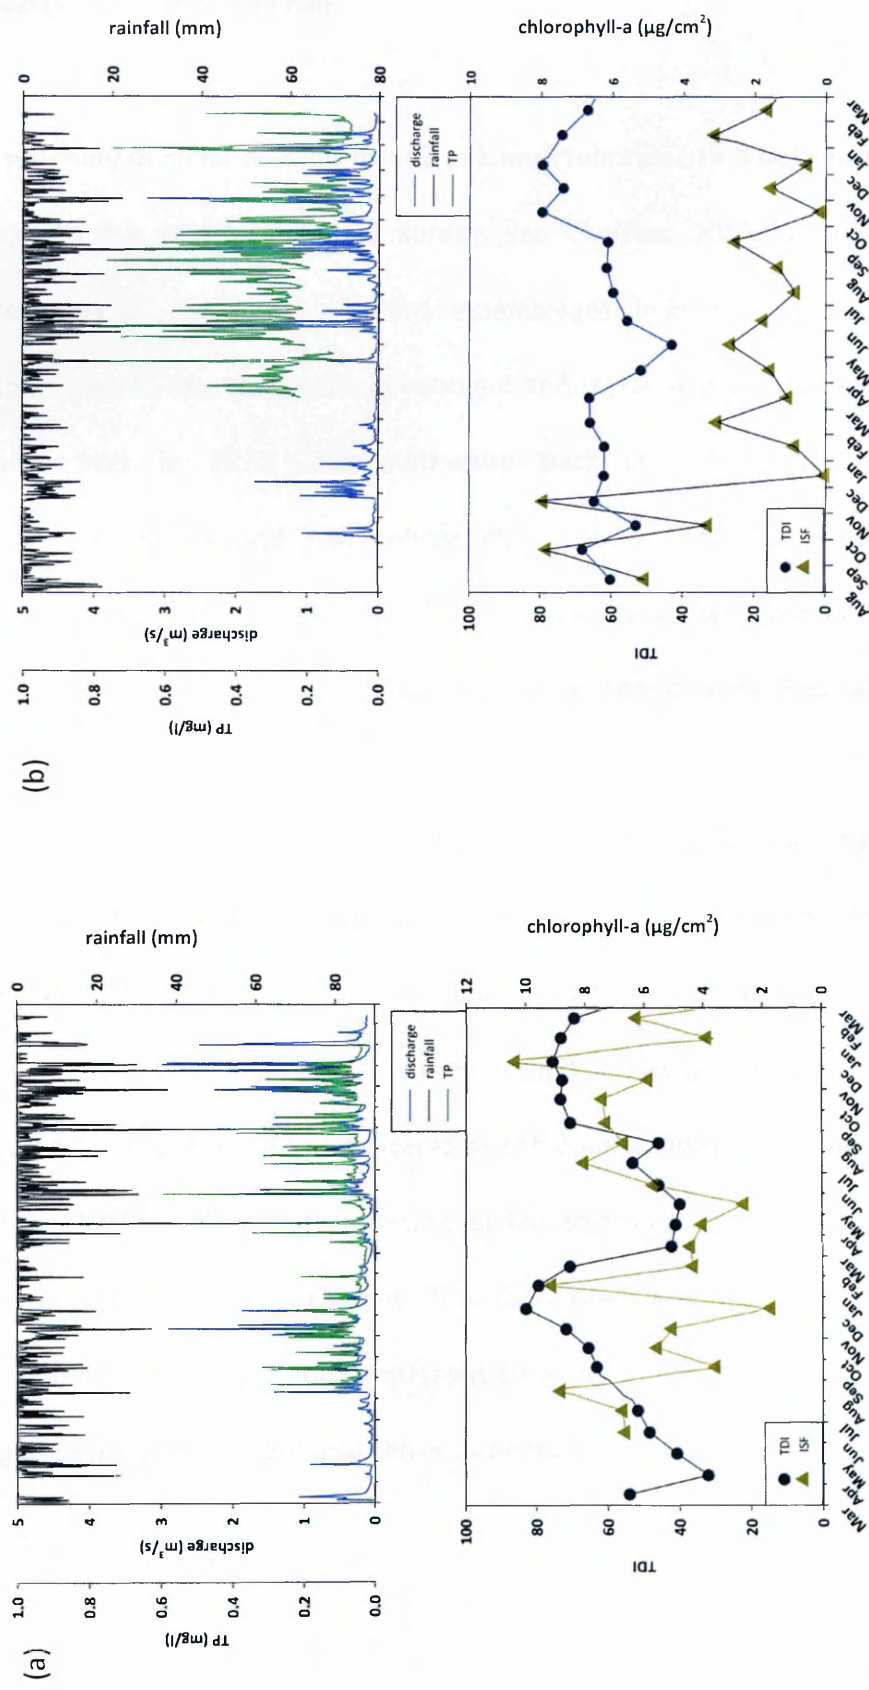 (a)
rainfall (mm)
0 20 40 60 80
5 4 3 2 1 0
discharge (m³/s)
1.0 0.8 0.6 0.4 0.2 0.0
TP (mg/l)
discharge
rainfall
TP
chlorophyll-a (µg/cm²)
12 10 8 6 4 2 0
100 80 60 40 20 0
TDI
TDI
ISF
Mar Apr May Jun Jul Aug Sep Oct Nov Dec Jan Feb Mar Apr May Jun Jul Aug Sep Oct Nov Dec Jan Feb Mar
(b)
rainfall (mm)
0 20 40 60 80
5 4 3 2 1 0
discharge (m³/s)
1.0 0.8 0.6 0.4 0.2 0.0
TP (mg/l)
discharge
rainfall
TP
chlorophyll-a (µg/cm²)
10 8 6 4 2 0
100 80 60 40 20 0
TDI
TDI
ISF
Aug Sep Oct Nov Dec Jan Feb Mar Apr May Jun Jul Aug Sep Oct Nov Dec Jan Feb Mar